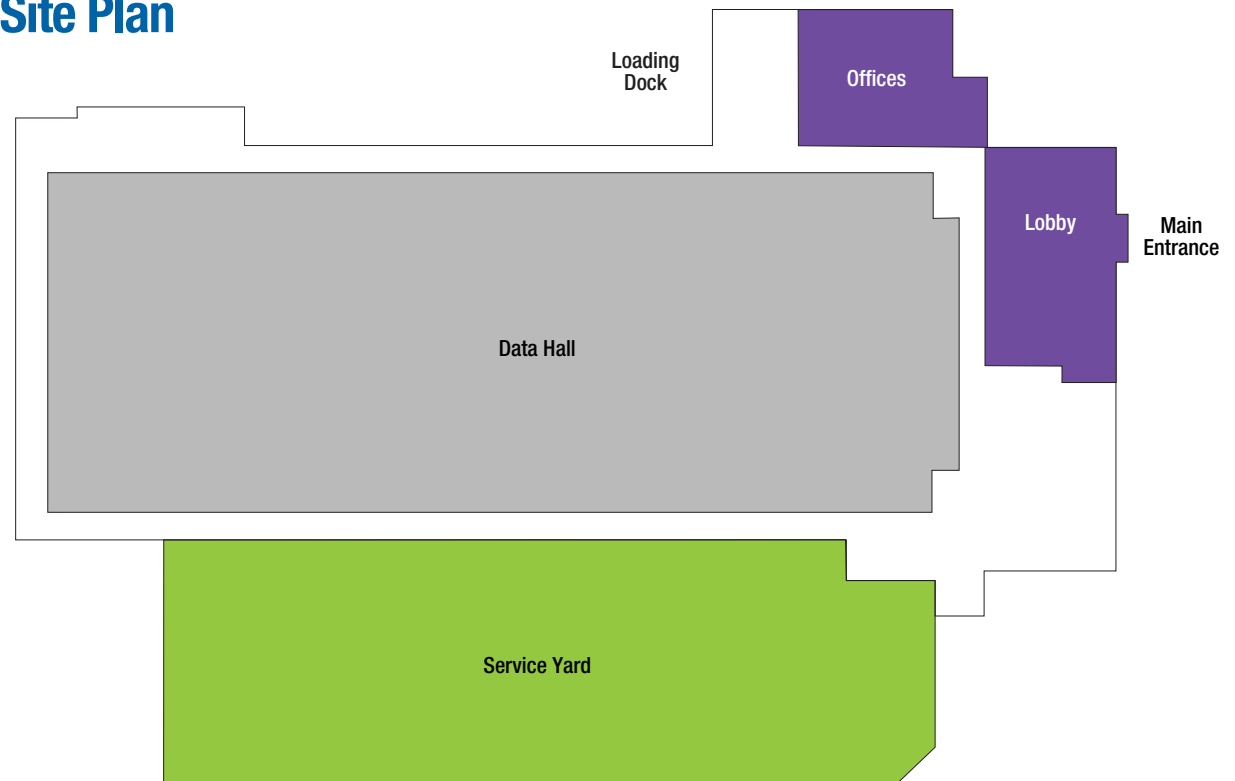 Site Plan
Loading
Dock
Offices
Lobby
Main
Entrance
Data Hall
Service Yard